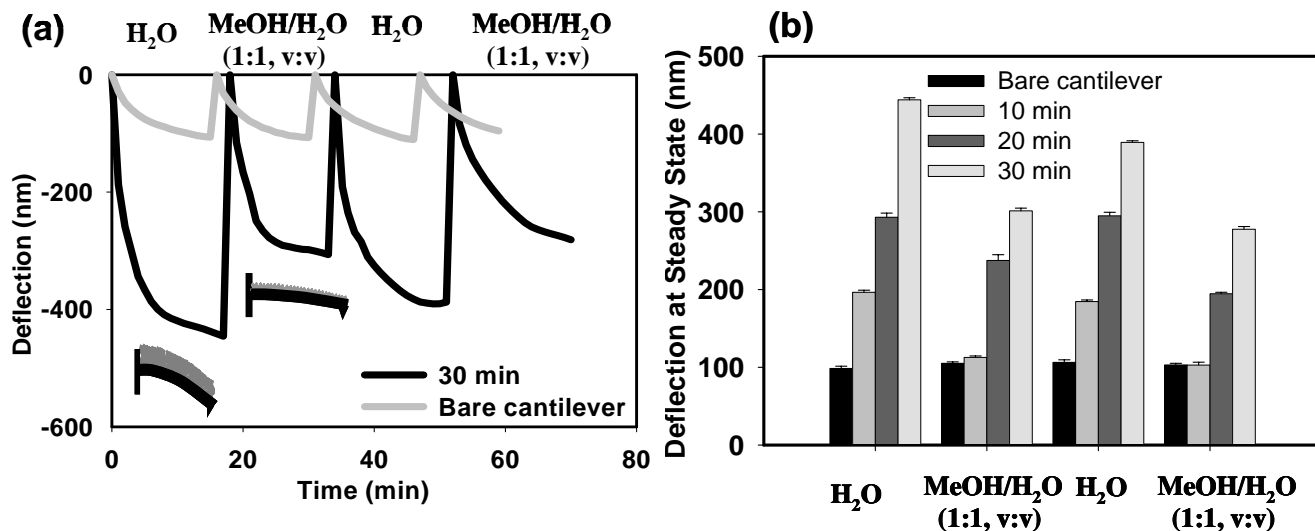 (a)
H₂O
MeOH/H₂O
(1:1, v:v)
H₂O
MeOH/H₂O
(1:1, v:v)
0
-200
-400
-600
Deflection (nm)
30 min
Bare cantilever
0
20
40
60
80
Time (min)
(b)
500
400
300
200
100
0
Deflection at Steady State (nm)
Bare cantilever
10 min
20 min
30 min
H₂O
MeOH/H₂O
(1:1, v:v)
H₂O
MeOH/H₂O
(1:1, v:v)